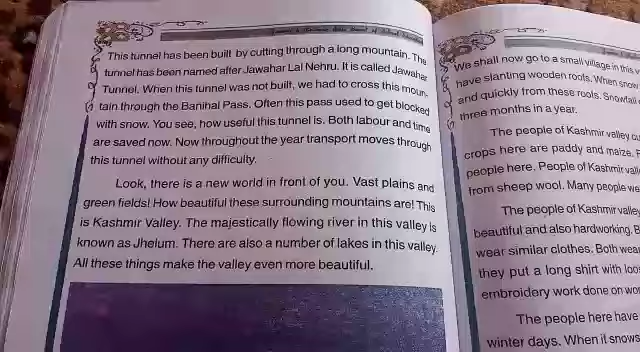 This tunnel has been built by cutting through a long mountain. The
tunnel has been named after Jawahar Lal Nehru. It is called Jawahar
Tunnel. When this tunnel was not built, we had to cross this moun-
tain through the Banihal Pass. Often this pass used to get blocked
with snow. You see, how useful this tunnel is. Both labour and time
are saved now. Now throughout the year transport moves through
this tunnel without any difficulty.
Look, there is a new world in front of you. Vast plains and
green fields! How beautiful these surrounding mountains are! This
is Kashmir Valley. The majestically flowing river in this valley is
known as Jhelum. There are also a number of lakes in this valley.
All these things make the valley even more beautiful.
We shall now go to a small village in this
have slanting wooden roofs. When snow
and quickly from these roofs. Snowfall
three months in a year.
The people of Kashmir valley
crops here are paddy and maize.
people here. People of Kashmir
from sheep wool. Many people
The people of Kashmir valley
beautiful and also hardworking.
wear similar clothes. Both
they put a long shirt with
embroidery work done on
The people here have
winter days. When it snows